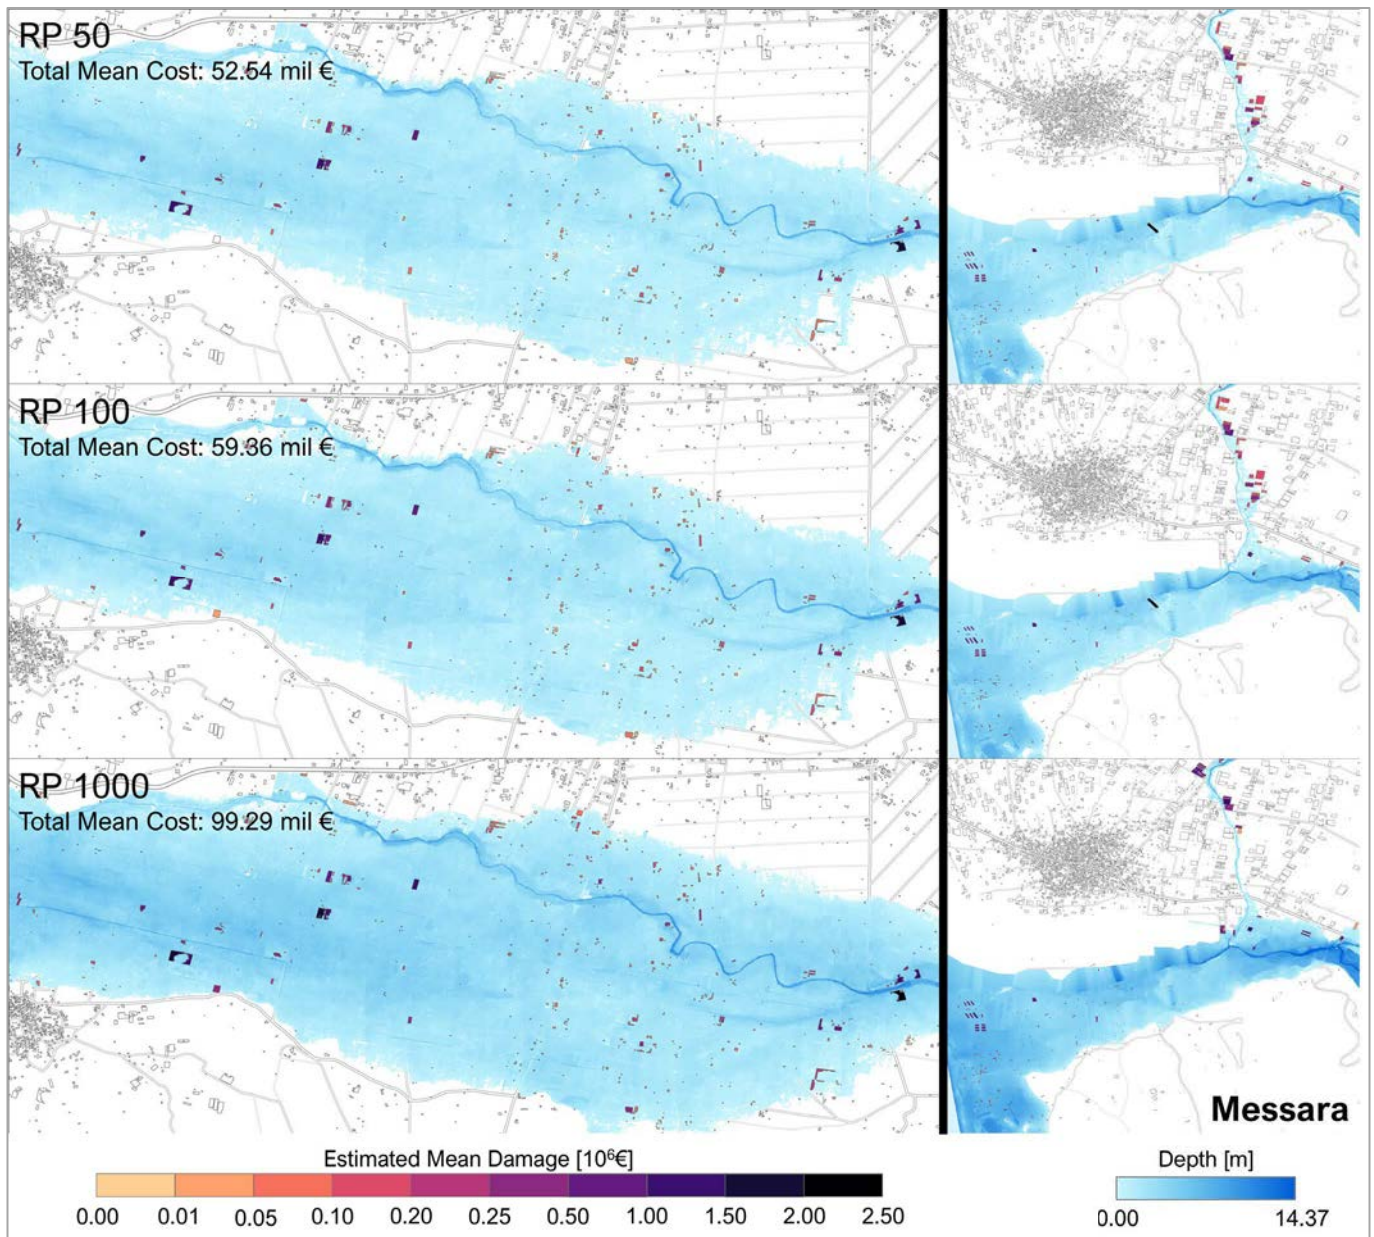 RP 50
Total Mean Cost: 52.54 mil €
RP 100
Total Mean Cost: 59.36 mil €
RP 1000
Total Mean Cost: 99.29 mil €
Messara
Estimated Mean Damage [10⁶€]
0.00 0.01 0.05 0.10 0.20 0.25 0.50 1.00 1.50 2.00 2.50
Depth [m]
0.00 14.37